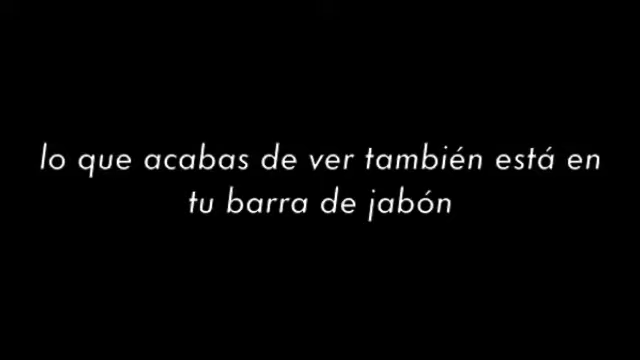 lo que acabas de ver también está en
tu barra de jabón